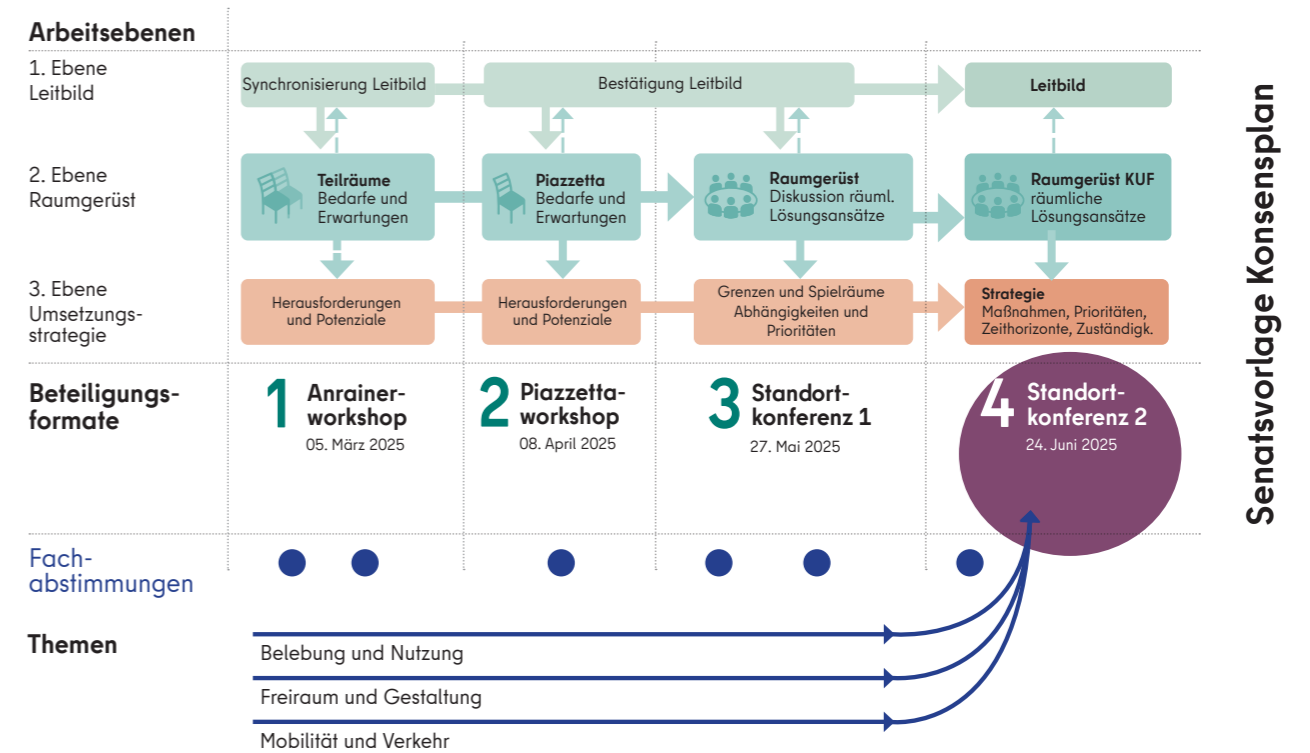 Arbeitsebenen
1. Ebene
Leitbild
Synchronisierung Leitbild
Bestätigung Leitbild
Leitbild
2. Ebene
Raumgerüst
Teilräume
Bedarfe und
Erwartungen
Piazzetta
Bedarfe und
Erwartungen
Raumgerüst
Diskussion räuml.
Lösungsansätze
Raumgerüst KUF
räumliche
Lösungsansätze
3. Ebene
Umsetzungs-
strategie
Herausforderungen
und Potenziale
Herausforderungen
und Potenziale
Grenzen und Spielräume
Abhängigkeiten und
Prioritäten
Strategie
Maßnahmen, Prioritäten,
Zeithorizonte, Zuständigk.
Beteiligungs-
formate
1 Anrainer-
workshop
05. März 2025
2 Piazzetta-
workshop
08. April 2025
3 Standort-
konferenz 1
27. Mai 2025
4 Standort-
konferenz 2
24. Juni 2025
Fach-
abstimmungen
Themen
Belebung und Nutzung
Freiraum und Gestaltung
Mobilität und Verkehr
Senatsvorlage Konsensplan